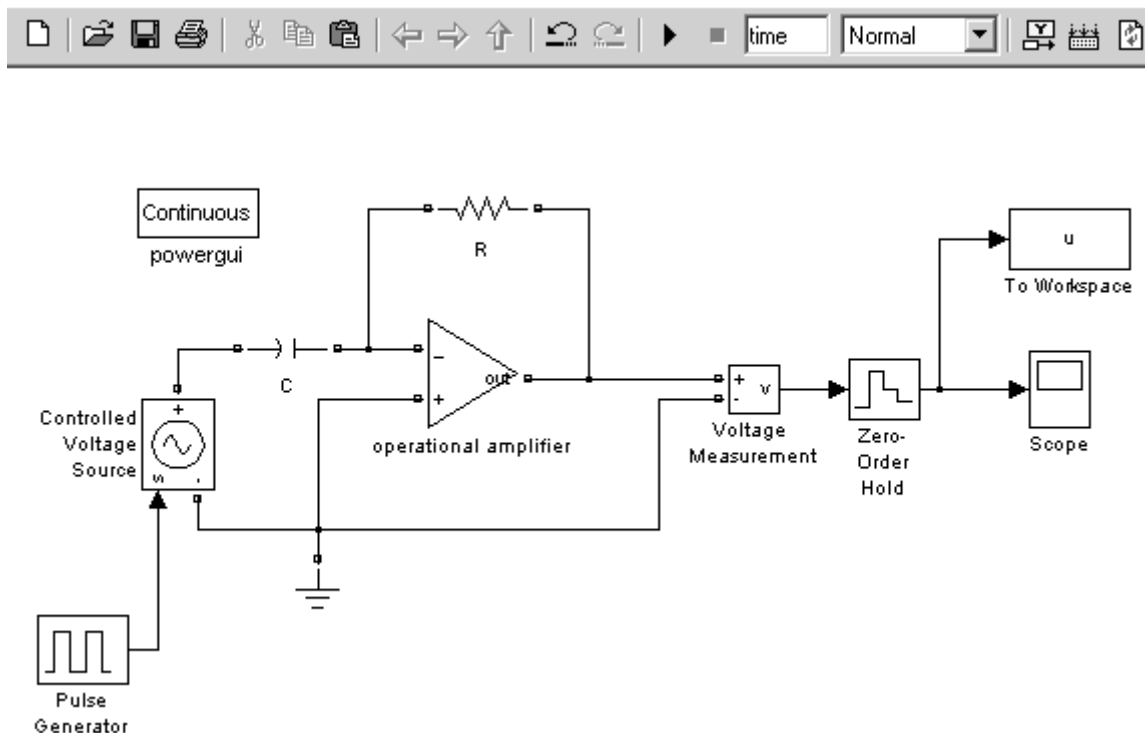 time
Normal
Continuous
powergui
R
u
To Workspace
C
−
+
out
operational amplifier
Controlled
Voltage
Source
+
s
-
+
-
v
Voltage
Measurement
Zero-
Order
Hold
Scope
Pulse
Generator